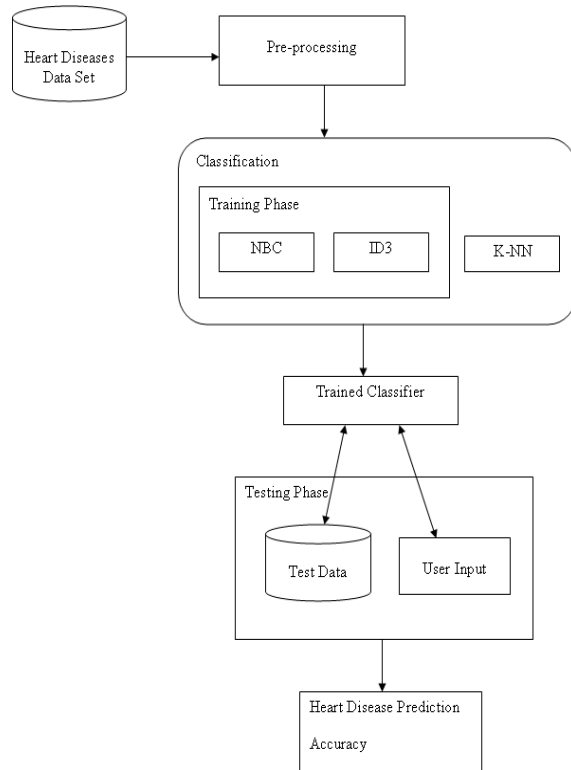 Heart Diseases
Data Set
Pre-processing
Classification
Training Phase
NBC
ID3
K-NN
Trained Classifier
Testing Phase
Test Data
User Input
Heart Disease Prediction
Accuracy